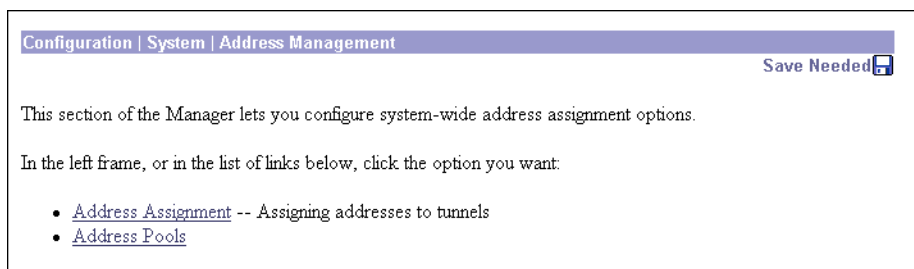 Configuration | System | Address Management
Save Needed
This section of the Manager lets you configure system-wide address assignment options.
In the left frame, or in the list of links below, click the option you want:
• Address Assignment -- Assigning addresses to tunnels
• Address Pools